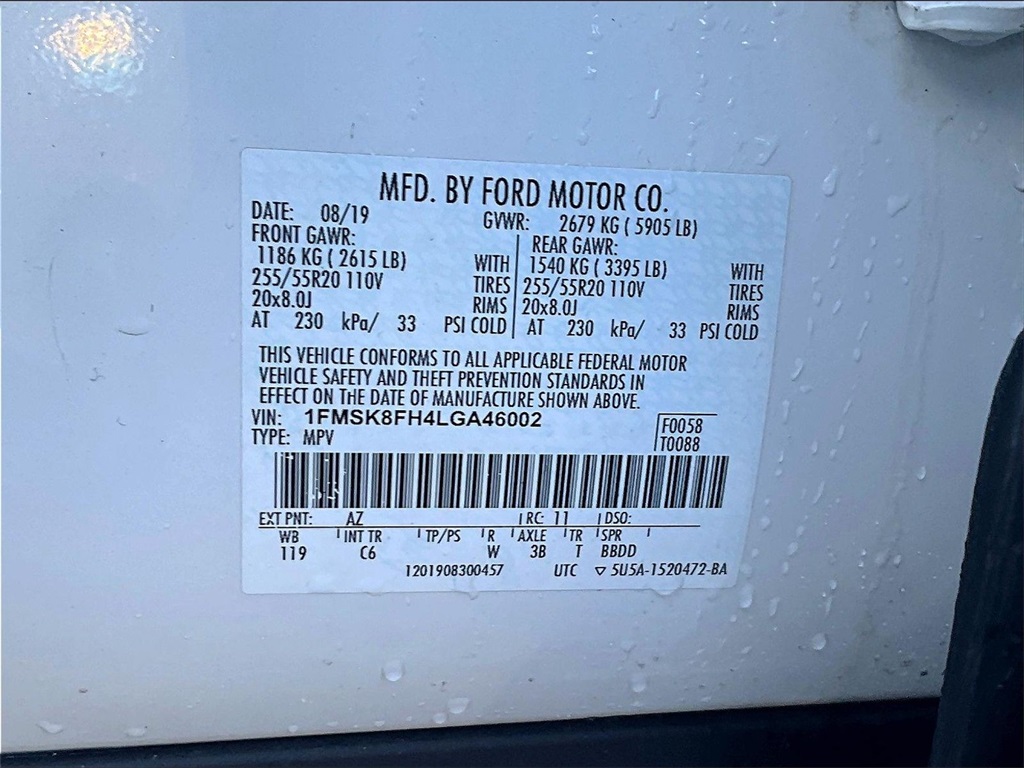 MFD. BY FORD MOTOR CO.
DATE: 08/19 GVWR: 2679 KG ( 5905 LB)
FRONT GAWR: REAR GAWR:
1186 KG ( 2615 LB) WITH 1540 KG ( 3395 LB) WITH
255/55R20 110V TIRES 255/55R20 110V TIRES
20x8.0J RIMS 20x8.0J RIMS
AT 230 kPa/ 33 PSI COLD AT 230 kPa/ 33 PSI COLD
THIS VEHICLE CONFORMS TO ALL APPLICABLE FEDERAL MOTOR
VEHICLE SAFETY AND THEFT PREVENTION STANDARDS IN
EFFECT ON THE DATE OF MANUFACTURE SHOWN ABOVE.
VIN: 1FMSK8FH4LGA46002 F0058
TYPE: MPV T0088
EXT PNT: AZ RC: 11 DSO:
WB INT TR TP/PS R AXLE TR SPR
119 C6 W 3B T BBDD
1201908300457 UTC ▽ 5U5A-1520472-BA